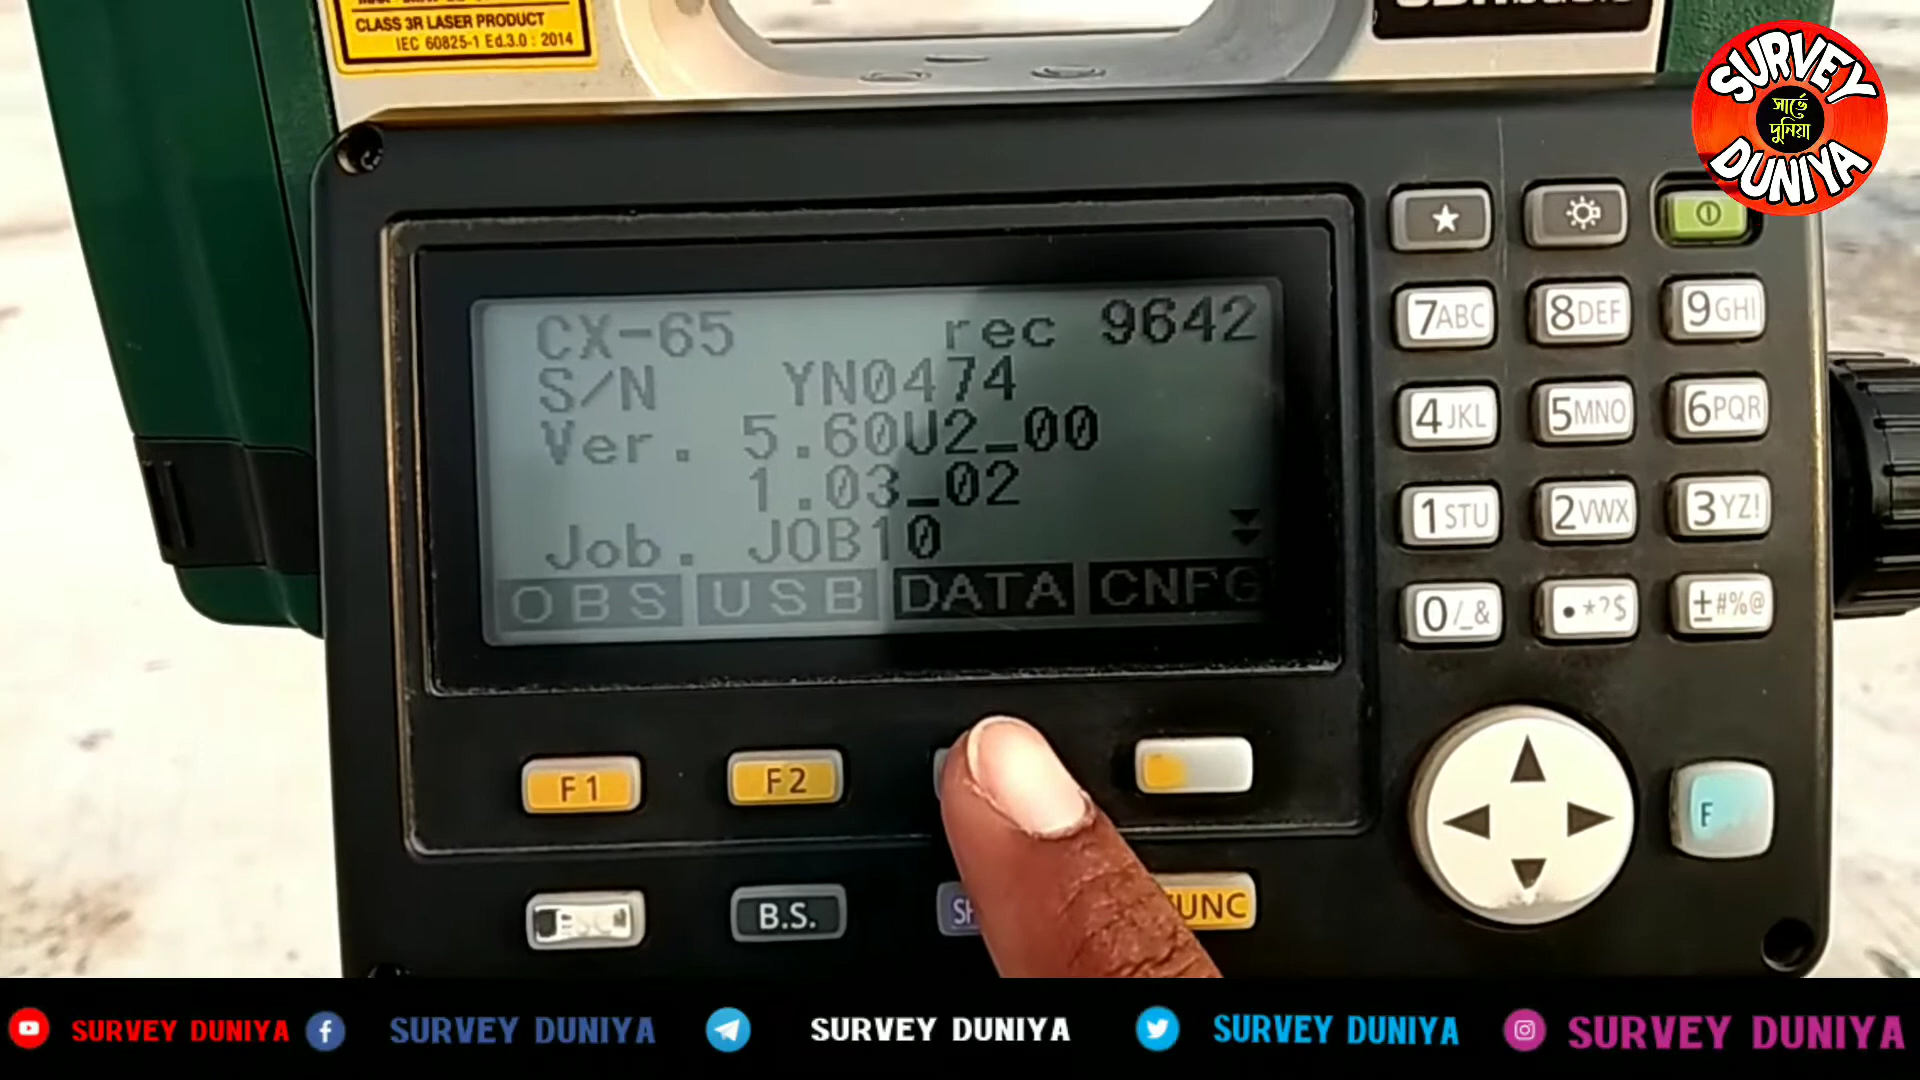 CLASS 3R LASER PRODUCT
IEC 60825-1 Ed.3.0 : 2014
SURVEY
সার্ভে
দুনিয়া
DUNIYA
CX-65 rec 9642
S/N YN0474
Ver. 5.60U2_00
1.03_02
Job. JOB10
OBS USB DATA CNFG
7ABC 8DEF 9GHI
4JKL 5MNO 6PQR
1STU 2VWX 3YZ!
0/_& •*?$ ±#%@
F1 F2
F
ESC B.S.
SURVEY DUNIYA SURVEY DUNIYA SURVEY DUNIYA SURVEY DUNIYA SURVEY DUNIYA